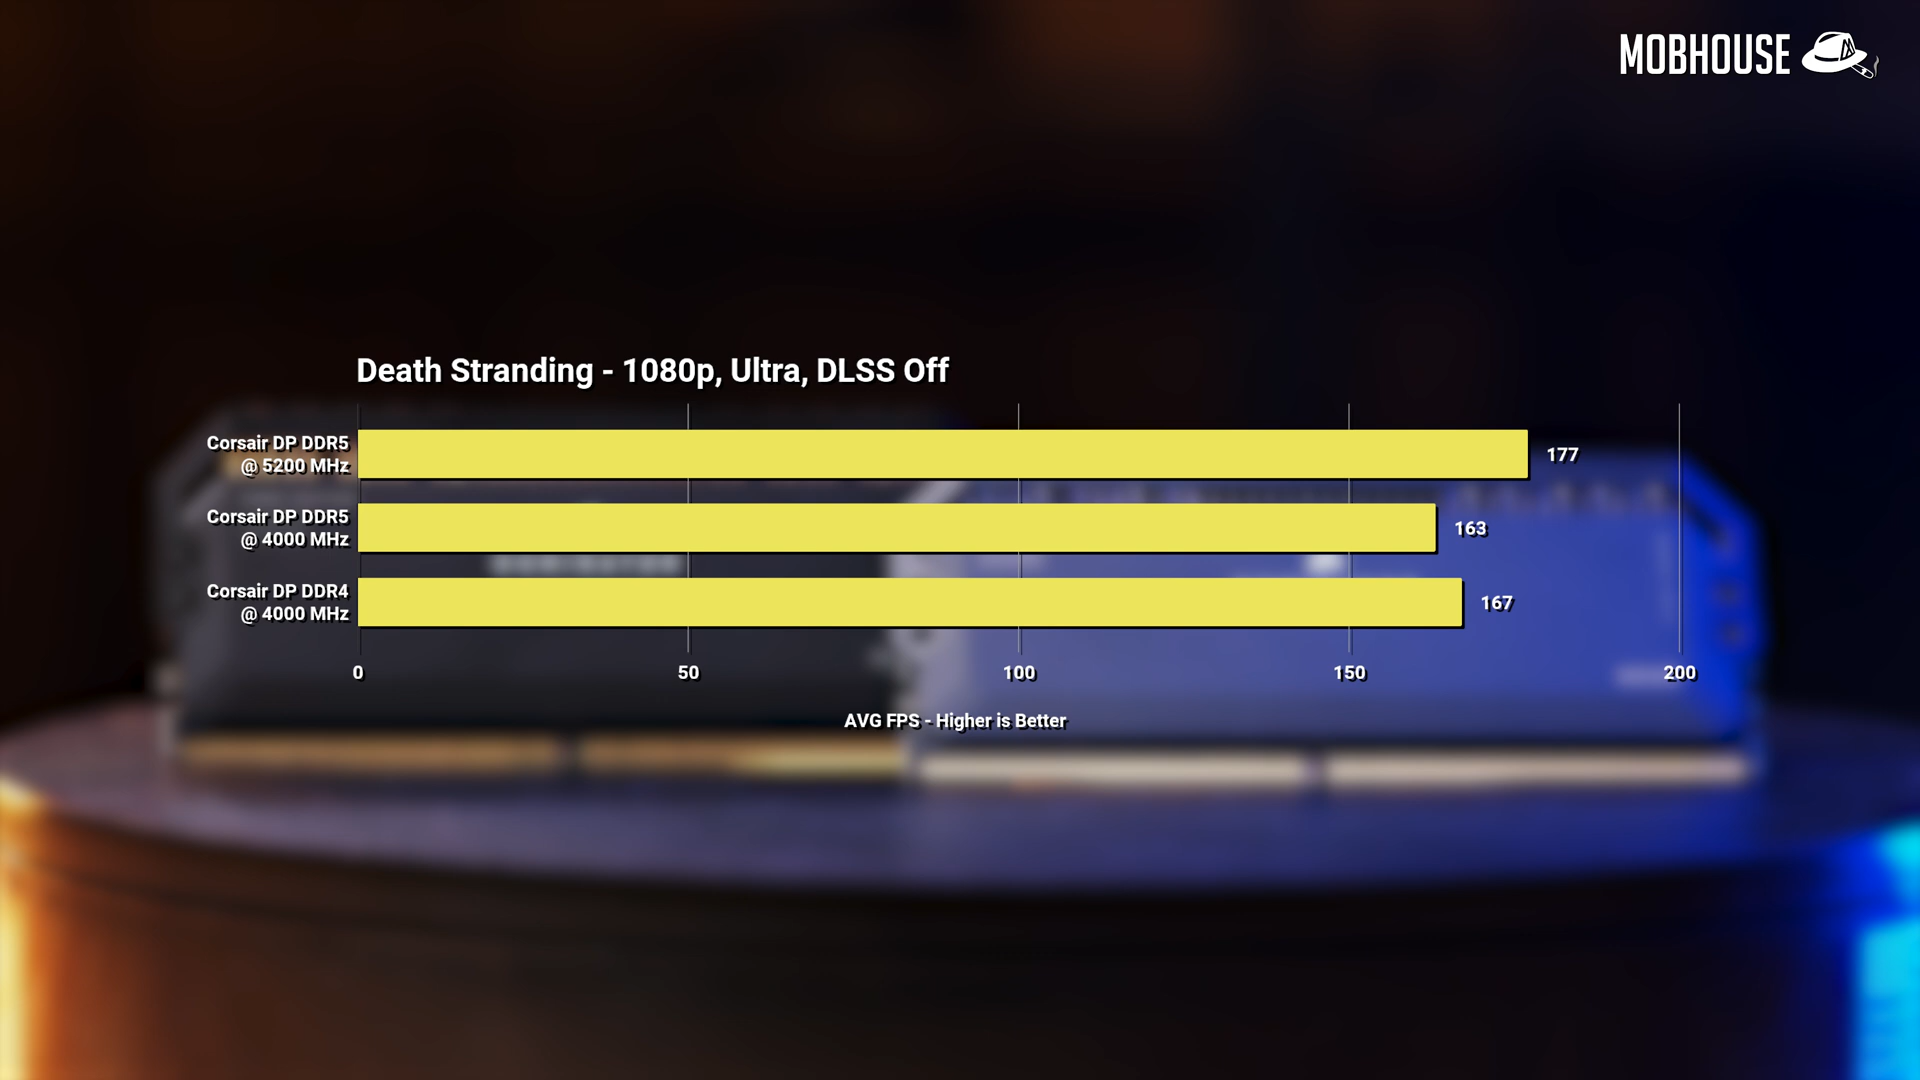 MOBHOUSE
Death Stranding - 1080p, Ultra, DLSS Off
Corsair DP DDR5
@ 5200 MHz
177
Corsair DP DDR5
@ 4000 MHz
163
Corsair DP DDR4
@ 4000 MHz
167
0 50 100 150 200
AVG FPS - Higher is Better